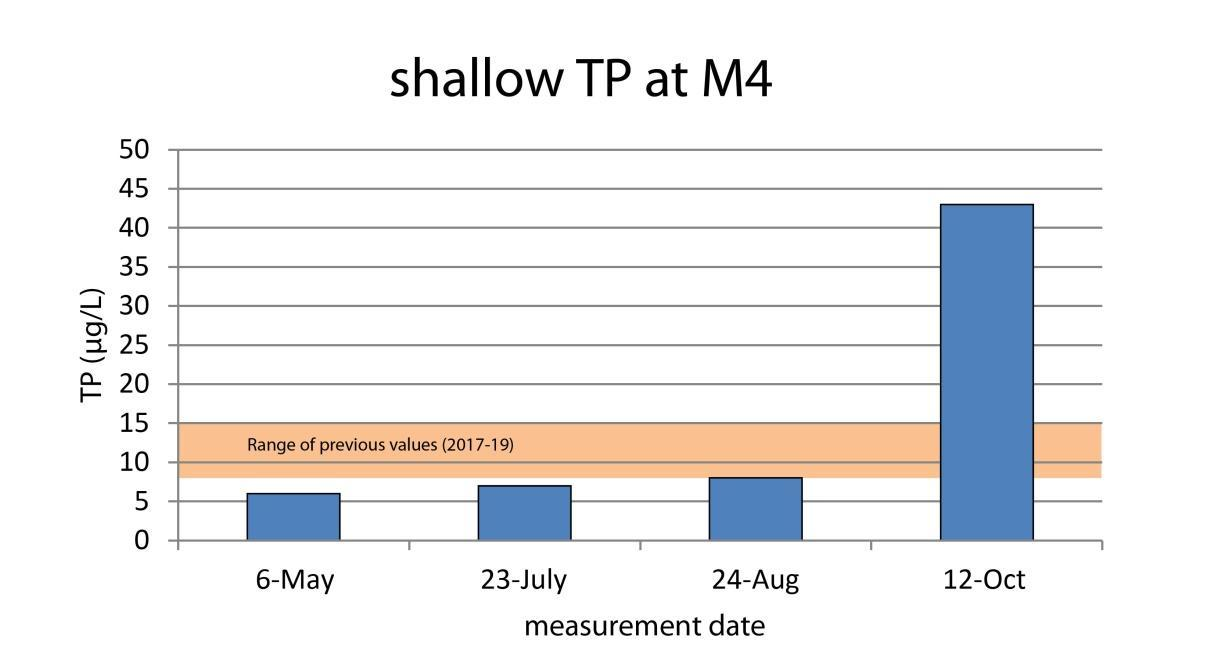 shallow TP at M4
50
45
40
35
30
25
20
15
10
5
0
TP (µg/L)
Range of previous values (2017-19)
6-May 23-July 24-Aug 12-Oct
measurement date